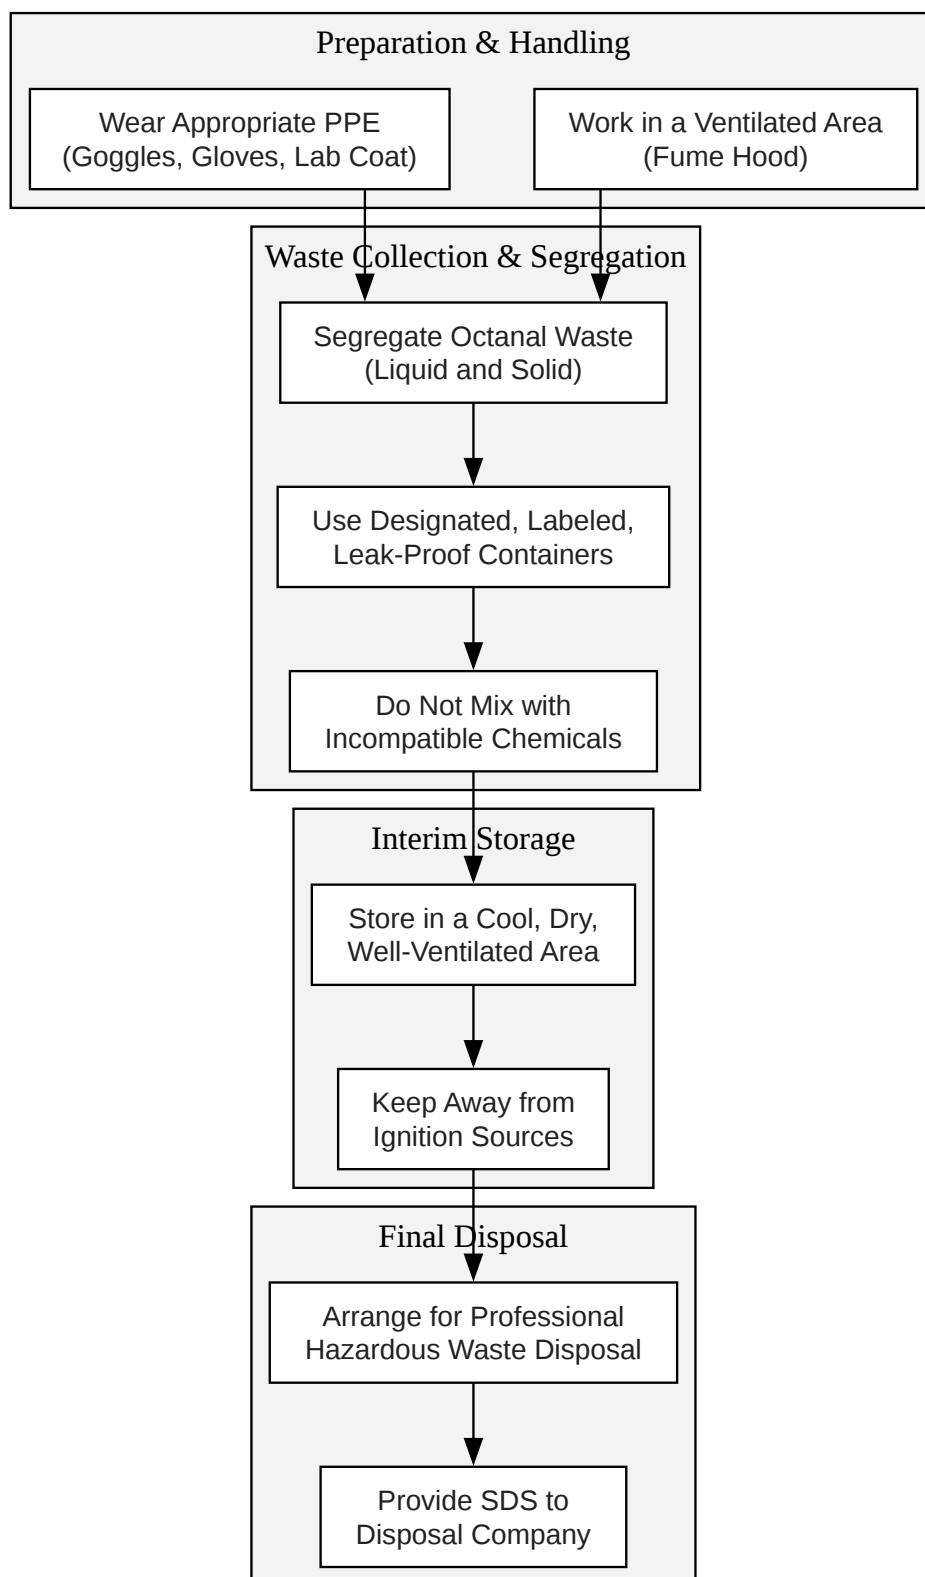 Preparation & Handling
Wear Appropriate PPE
(Goggles, Gloves, Lab Coat)
Work in a Ventilated Area
(Fume Hood)
Waste Collection & Segregation
Segregate Octanal Waste
(Liquid and Solid)
Use Designated, Labeled,
Leak-Proof Containers
Do Not Mix with
Incompatible Chemicals
Interim Storage
Store in a Cool, Dry,
Well-Ventilated Area
Keep Away from
Ignition Sources
Final Disposal
Arrange for Professional
Hazardous Waste Disposal
Provide SDS to
Disposal Company